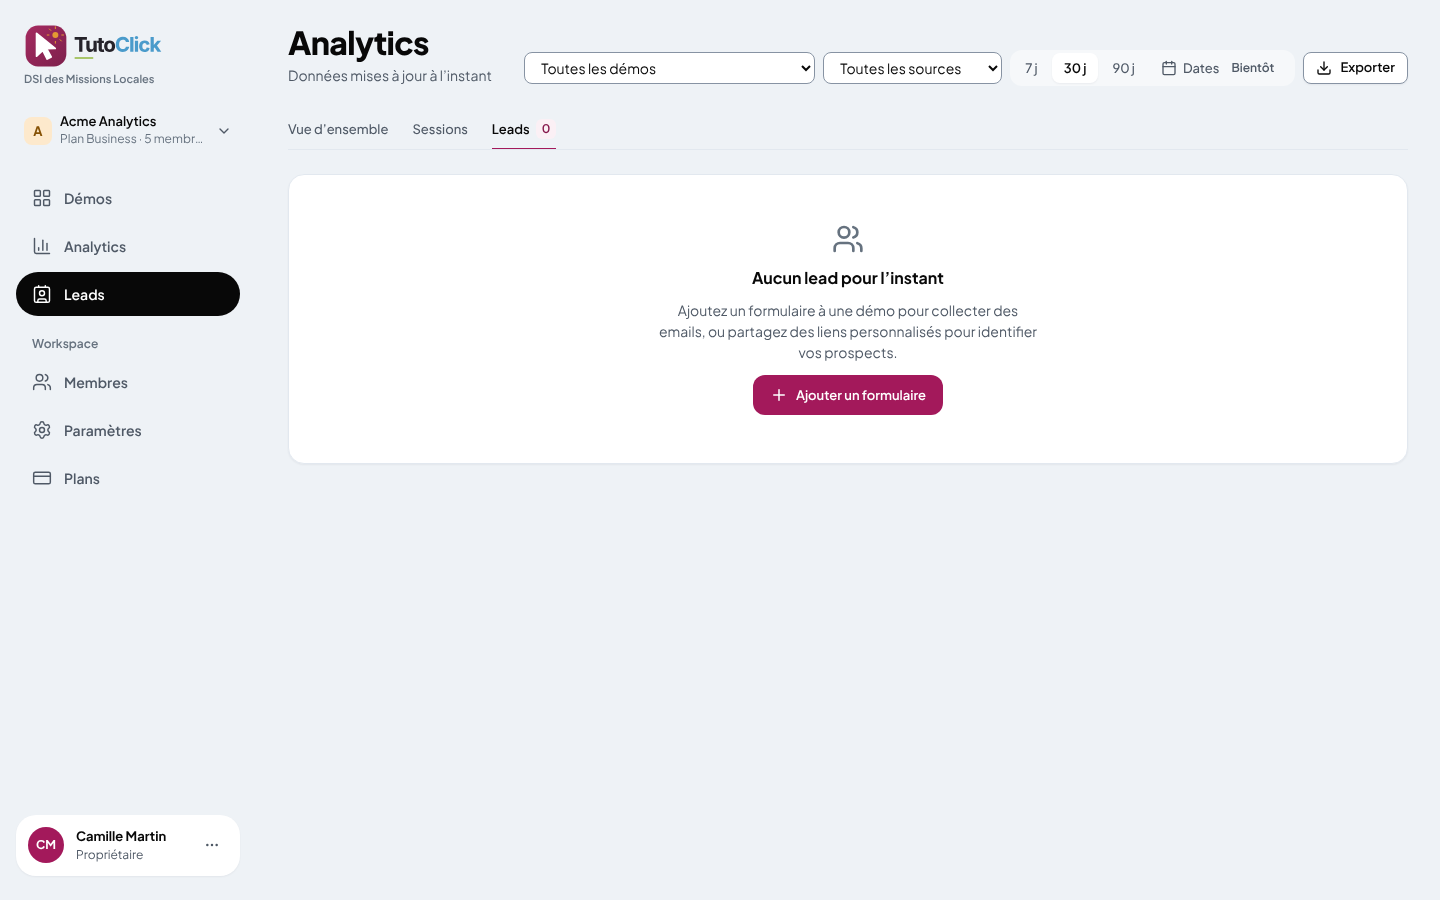 TutoClick
DSI des Missions Locales
A
Acme Analytics
Plan Business · 5 membr...
Démos
Analytics
Leads
Workspace
Membres
Paramètres
Plans
CM
Camille Martin
Propriétaire
Analytics
Données mises à jour à l’instant
Toutes les démos
Toutes les sources
7 j
30 j
90 j
Dates
Bientôt
Exporter
Vue d’ensemble
Sessions
Leads
0
Aucun lead pour l’instant
Ajoutez un formulaire à une démo pour collecter des
emails, ou partagez des liens personnalisés pour identifier
vos prospects.
Ajouter un formulaire